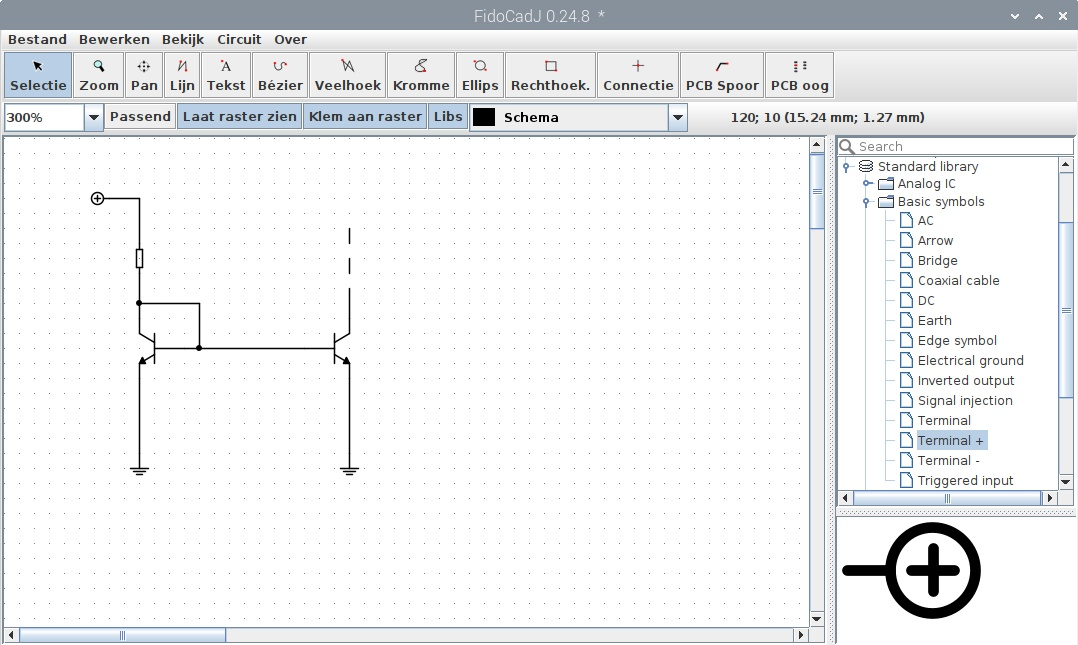 FidoCadJ 0.24.8 *
Bestand Bewerken Bekijk Circuit Over
Selectie Zoom Pan Lijn Tekst Bézier Veelhoek Kromme Ellips Rechthoek. Connectie PCB Spoor PCB oog
300% Passend Laat raster zien Klem aan raster Libs Schema 120; 10 (15.24 mm; 1.27 mm)
Search
Standard library
Analog IC
Basic symbols
AC
Arrow
Bridge
Coaxial cable
DC
Earth
Edge symbol
Electrical ground
Inverted output
Signal injection
Terminal
Terminal +
Terminal -
Triggered input